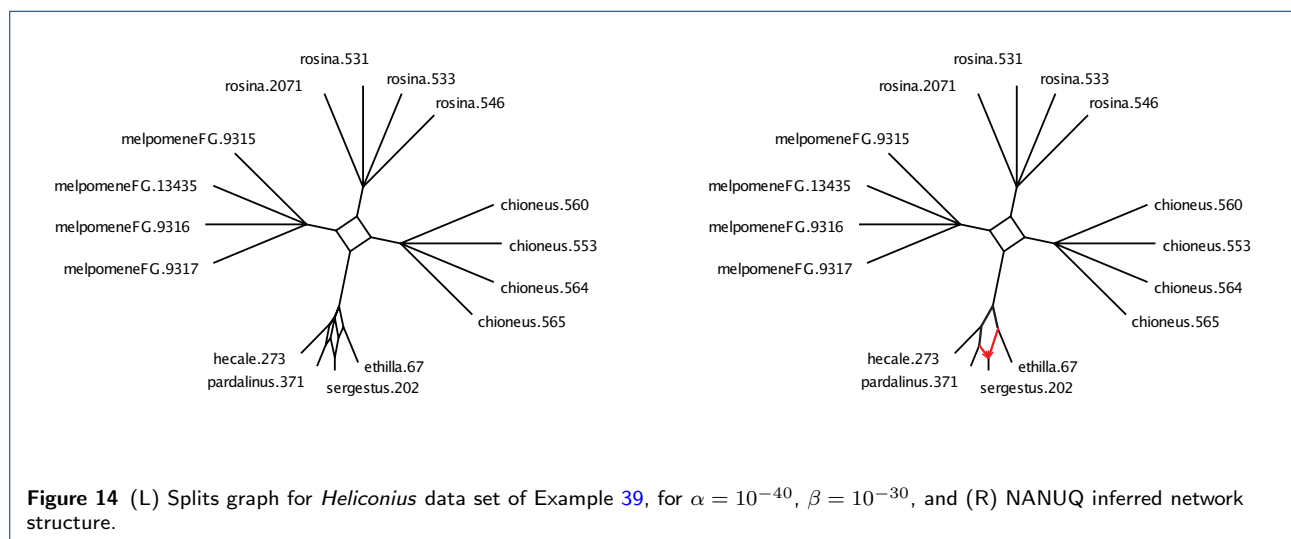 rosina.531
rosina.2071
rosina.533
rosina.546
melpomeneFG.9315
melpomeneFG.13435
melpomeneFG.9316
melpomeneFG.9317
chioneus.560
chioneus.553
chioneus.564
chioneus.565
hecale.273
pardalinus.371
sergestus.202
ethilla.67
rosina.531
rosina.2071
rosina.533
rosina.546
melpomeneFG.9315
melpomeneFG.13435
melpomeneFG.9316
melpomeneFG.9317
chioneus.560
chioneus.553
chioneus.564
chioneus.565
hecale.273
pardalinus.371
sergestus.202
ethilla.67
Figure 14 (L) Splits graph for Heliconius data set of Example 39, for α = 10⁻⁴⁰, β = 10⁻³⁰, and (R) NANUQ inferred network
structure.